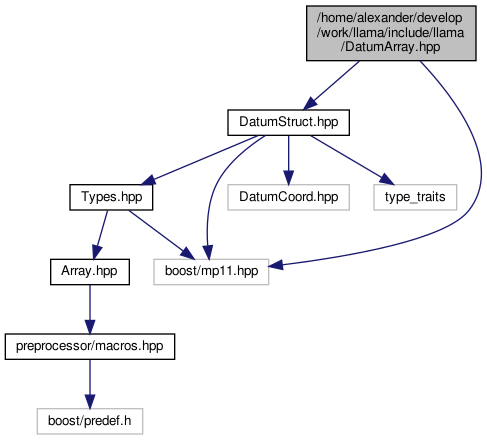 /home/alexander/develop
/work/llama/include/llama
/DatumArray.hpp
DatumStruct.hpp
Types.hpp
DatumCoord.hpp
type_traits
Array.hpp
boost/mp11.hpp
preprocessor/macros.hpp
boost/predef.h